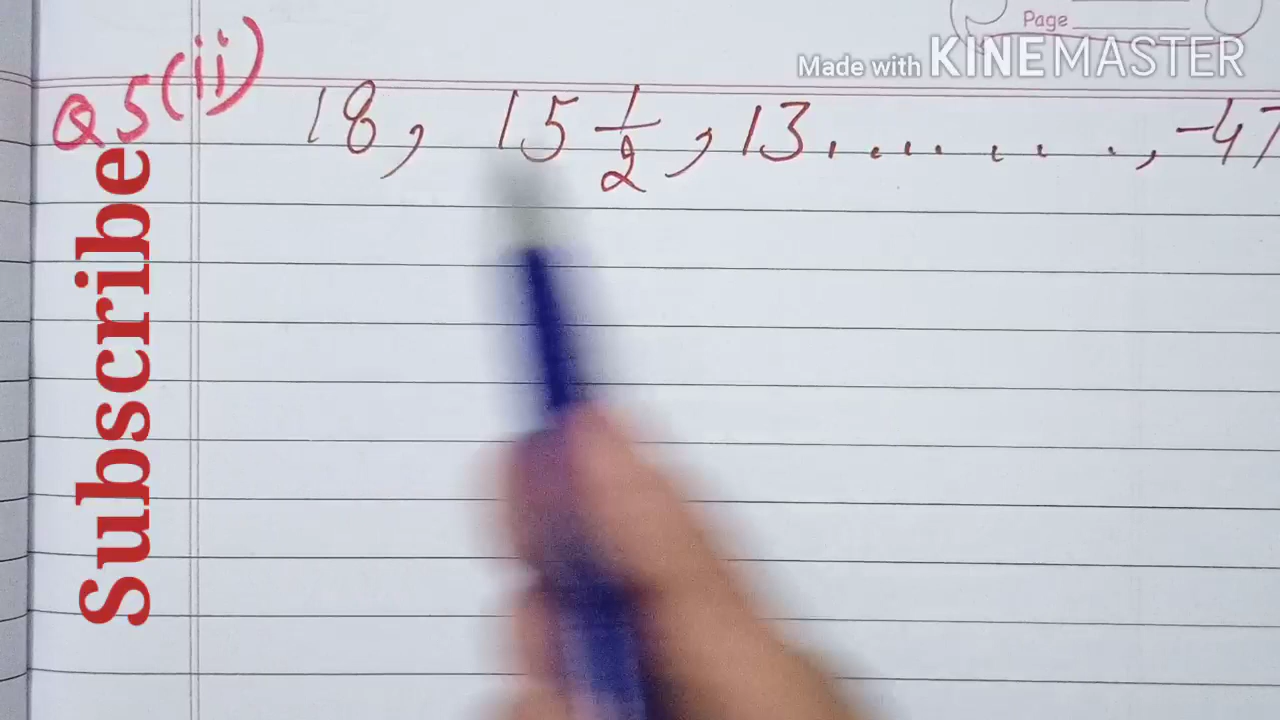 Page
Made with KINEMASTER
Q5(ii) 18, 15 1/2, 13........, -47
Subscribe